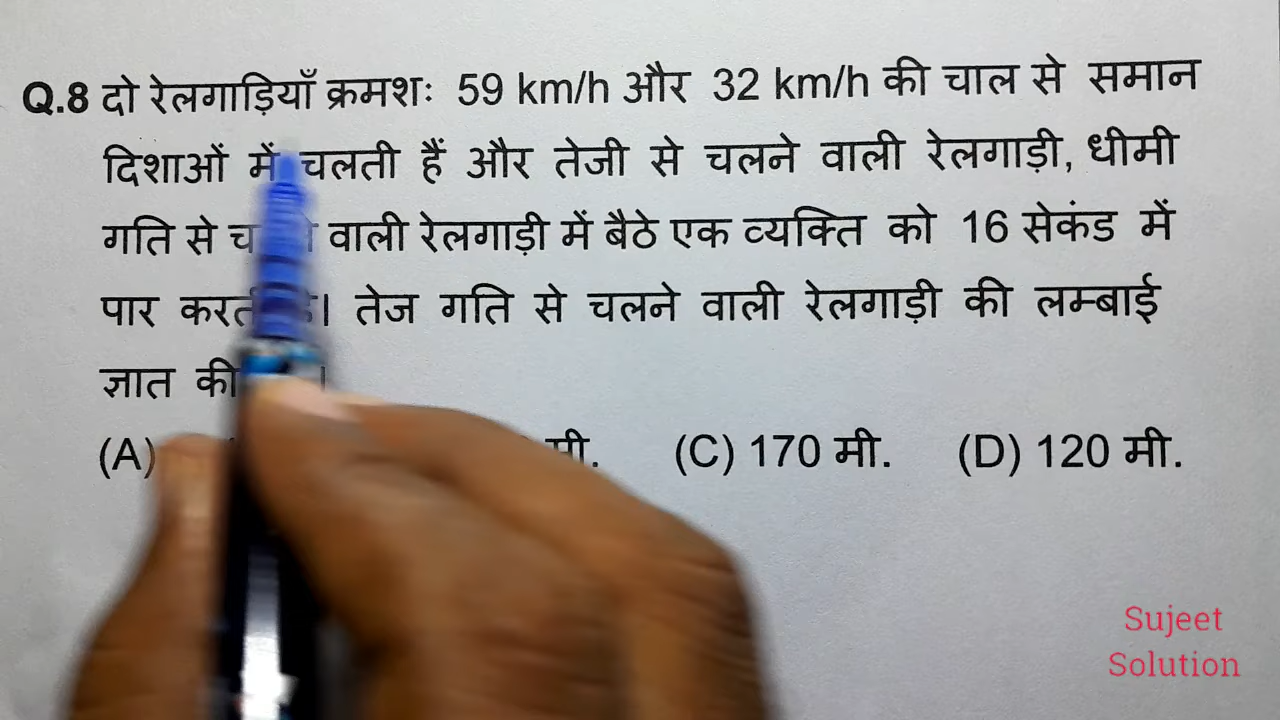 Q.8 दो रेलगाड़ियाँ क्रमशः 59 km/h और 32 km/h की चाल से समान
दिशाओं में चलती हैं और तेजी से चलने वाली रेलगाड़ी, धीमी
गति से वाली रेलगाड़ी में बैठे एक व्यक्ति को 16 सेकंड में
पार तेज गति से चलने वाली रेलगाड़ी की लम्बाई
ज्ञात
(A) मी. (C) 170 मी. (D) 120 मी.
Sujeet
Solution